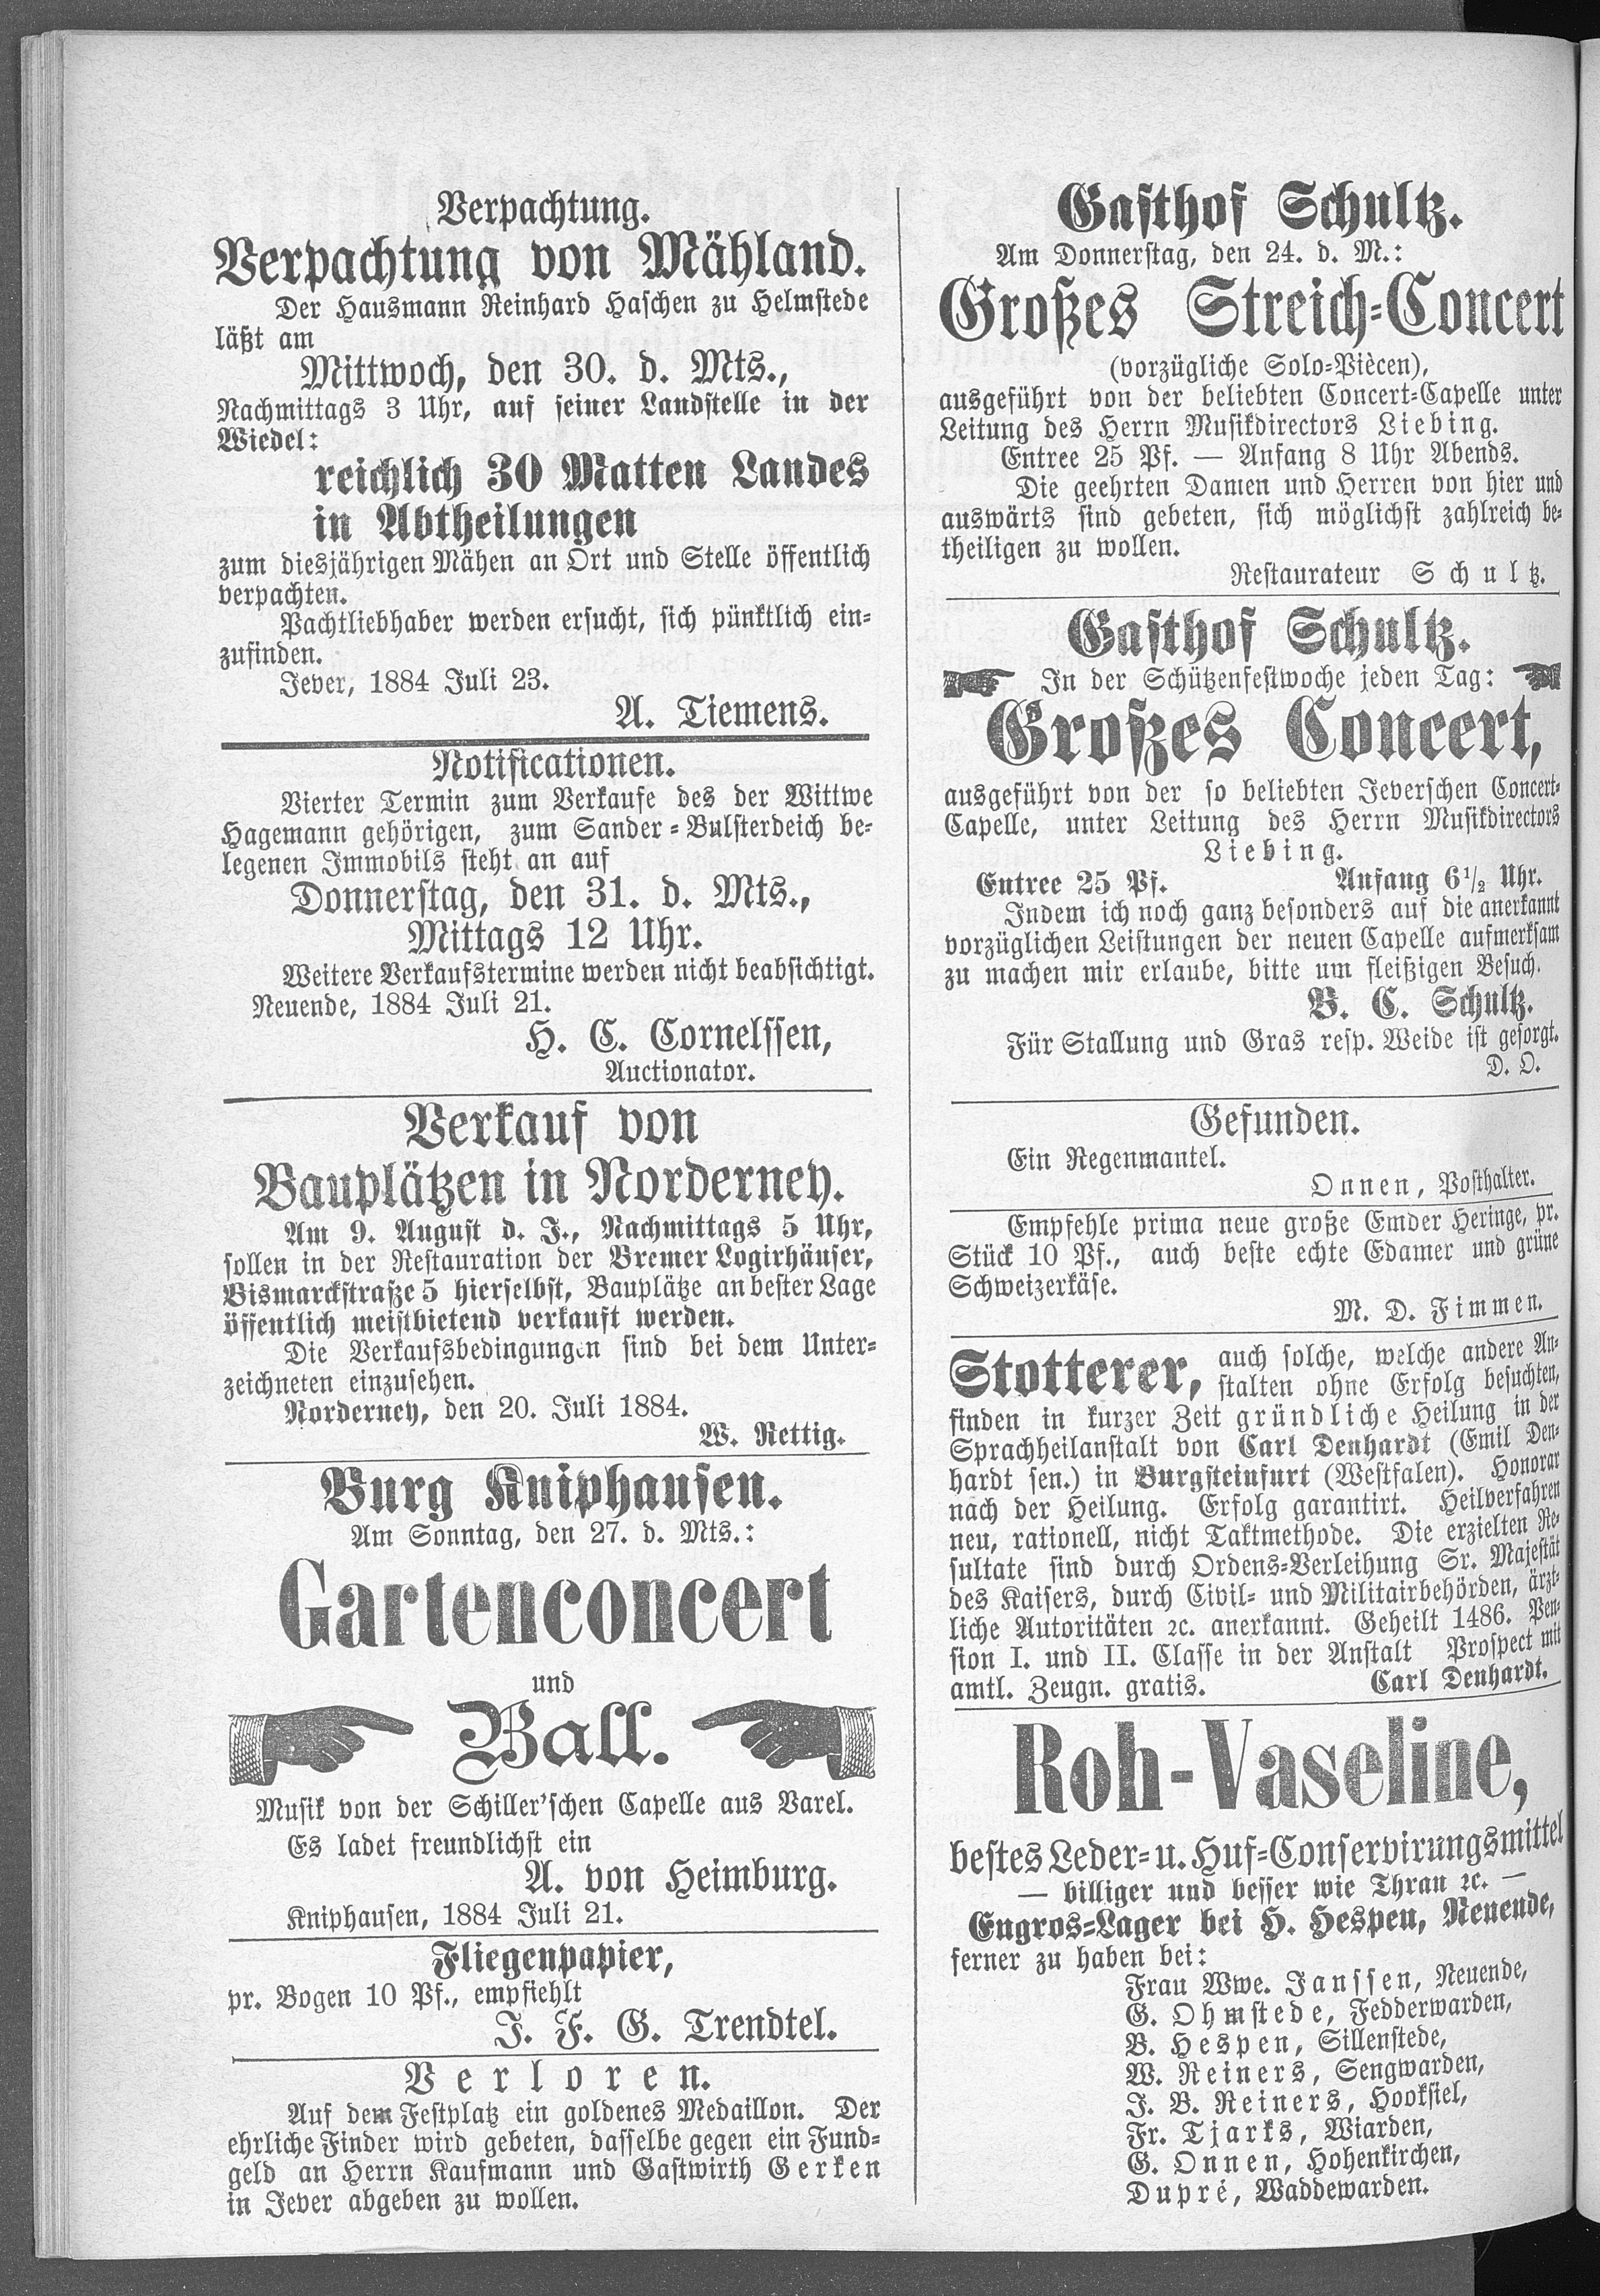 Verpachtung.
Verpachtung von Mähland.
Der Hausmann Reinhard Haschen zu Helmstede
läßt am
Mittwoch, den 30. d. Mts.,
Nachmittags 3 Uhr, auf seiner Landstelle in der
Wiedel:
reichlich 30 Matten Landes
in Abtheilungen
zum diesjährigen Mähen an Ort und Stelle öffentlich
verpachten.
Pachtliebhaber werden ersucht, sich pünktlich ein-
zufinden.
Jever, 1884 Juli 23.
A. Tiemens.
Notificationen.
Vierter Termin zum Verkaufe des der Wittwe
Hagemann gehörigen, zum Sander-Bulsterdeich be-
legenen Immobils steht an auf
Donnerstag, den 31. d. Mts.,
Mittags 12 Uhr.
Weitere Verkaufstermine werden nicht beabsichtigt.
Neuende, 1884 Juli 21.
H. C. Cornelssen,
Auctionator.
Verkauf von
Bauplätzen in Norderney.
Am 9. August d. J., Nachmittags 5 Uhr,
sollen in der Restauration der Bremer Logirhäuser,
Bismarckstraße 5 hierselbst, Bauplätze an bester Lage
öffentlich meistbietend verkauft werden.
Die Verkaufsbedingungen sind bei dem Unter-
zeichneten einzusehen.
Norderney, den 20. Juli 1884.
W. Rettig.
Burg Kniphausen.
Am Sonntag, den 27. d. Mts.:
Gartenconcert
und
Ball.
Musik von der Schiller'schen Capelle aus Varel.
Es ladet freundlichst ein
A. von Heimburg.
Kniphausen, 1884 Juli 21.
Fliegenpapier,
pr. Bogen 10 Pf., empfiehlt
J. F. G. Trendtel.
Verloren.
Auf dem Festplatz ein goldenes Medaillon. Der
ehrliche Finder wird gebeten, dasselbe gegen ein Fund-
geld an Herrn Kaufmann und Gastwirth Gerken
in Jever abgeben zu wollen.
Gasthof Schultz.
Am Donnerstag, den 24. d. M.:
Großes Streich-Concert
(vorzügliche Solo-Piècen),
ausgeführt von der beliebten Concert-Capelle unter
Leitung des Herrn Musikdirectors Liebing.
Entree 25 Pf. — Anfang 8 Uhr Abends.
Die geehrten Damen und Herren von hier und
auswärts sind gebeten, sich möglichst zahlreich be-
theiligen zu wollen.
Restaurateur Schultz.
Gasthof Schultz.
In der Schützenfestwoche jeden Tag:
Großes Concert,
ausgeführt von der so beliebten Jeverschen Concert-
Capelle, unter Leitung des Herrn Musikdirectors
Liebing.
Entree 25 Pf. Anfang 6 1/2 Uhr.
Indem ich noch ganz besonders auf die anerkannt
vorzüglichen Leistungen der neuen Capelle aufmerksam
zu machen mir erlaube, bitte um fleißigen Besuch.
B. C. Schultz.
Für Stallung und Gras resp. Weide ist gesorgt.
D. O.
Gefunden.
Ein Regenmantel.
Onnen, Posthalter.
Empfehle prima neue große Emder Heringe, pr.
Stück 10 Pf., auch beste echte Edamer und grüne
Schweizerkäse.
M. D. Fimmen.
Stotterer, auch solche, welche andere An-
stalten ohne Erfolg besuchten,
finden in kurzer Zeit gründliche Heilung in der
Sprachheilanstalt von Carl Denhardt (Emil Den-
hardt sen.) in Burgsteinfurt (Westfalen). Honorar
nach der Heilung. Erfolg garantirt. Heilverfahren
neu, rationell, nicht Taktmethode. Die erzielten Re-
sultate sind durch Ordens-Verleihung Sr. Majestät
des Kaisers, durch Civil- und Militairbehörden, ärzt-
liche Autoritäten ꝛc. anerkannt. Geheilt 1486. Pen-
sion I. und II. Classe in der Anstalt Prospect mit
amtl. Zeugn. gratis. Carl Denhardt.
Roh-Vaseline,
bestes Leder- u. Huf-Conservirungsmittel
— billiger und besser wie Thran ꝛc. —
Engros-Lager bei H. Hespen, Neuende,
ferner zu haben bei:
Frau Wwe. Janssen, Neuende,
G. Ohmstede, Fedderwarden,
B. Hespen, Sillenstede,
W. Reiners, Sengwarden,
J. B. Reiners, Hooksiel,
Fr. Tjarks, Wiarden,
G. Onnen, Hohenkirchen,
Dupré, Waddewarden.